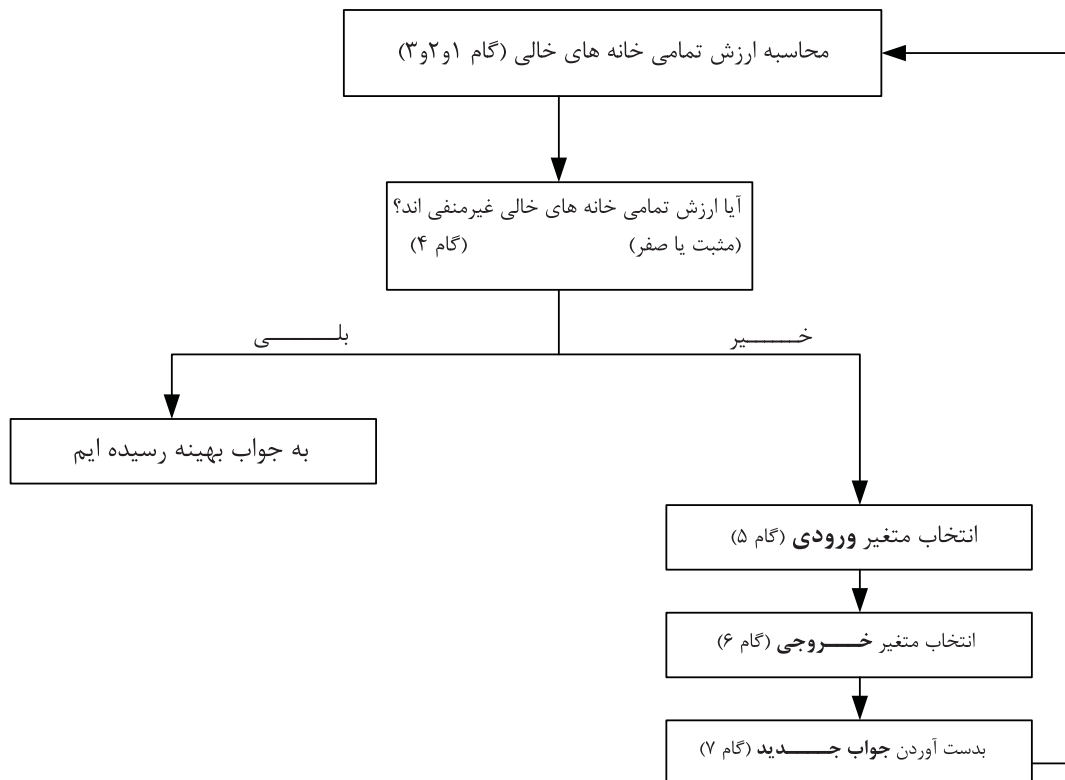 محاسبه ارزش تمامی خانه های خالی (گام ۱و۲و۳)
آیا ارزش تمامی خانه های خالی غیرمنفی اند؟
(مثبت یا صفر) (گام ۴)
بلـــــــی
خـــــــیر
به جواب بهینه رسیده ایم
انتخاب متغیر ورودی (گام ۵)
انتخاب متغیر خـــــروجی (گام ۶)
بدست آوردن جواب جـــــــدید (گام ۷)